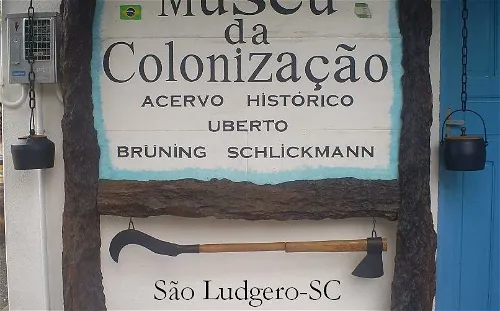 Museu
da
Colonização
ACERVO HISTÓRICO
UBERTO
BRÜNING SCHLICKMANN
São Ludgero-SC